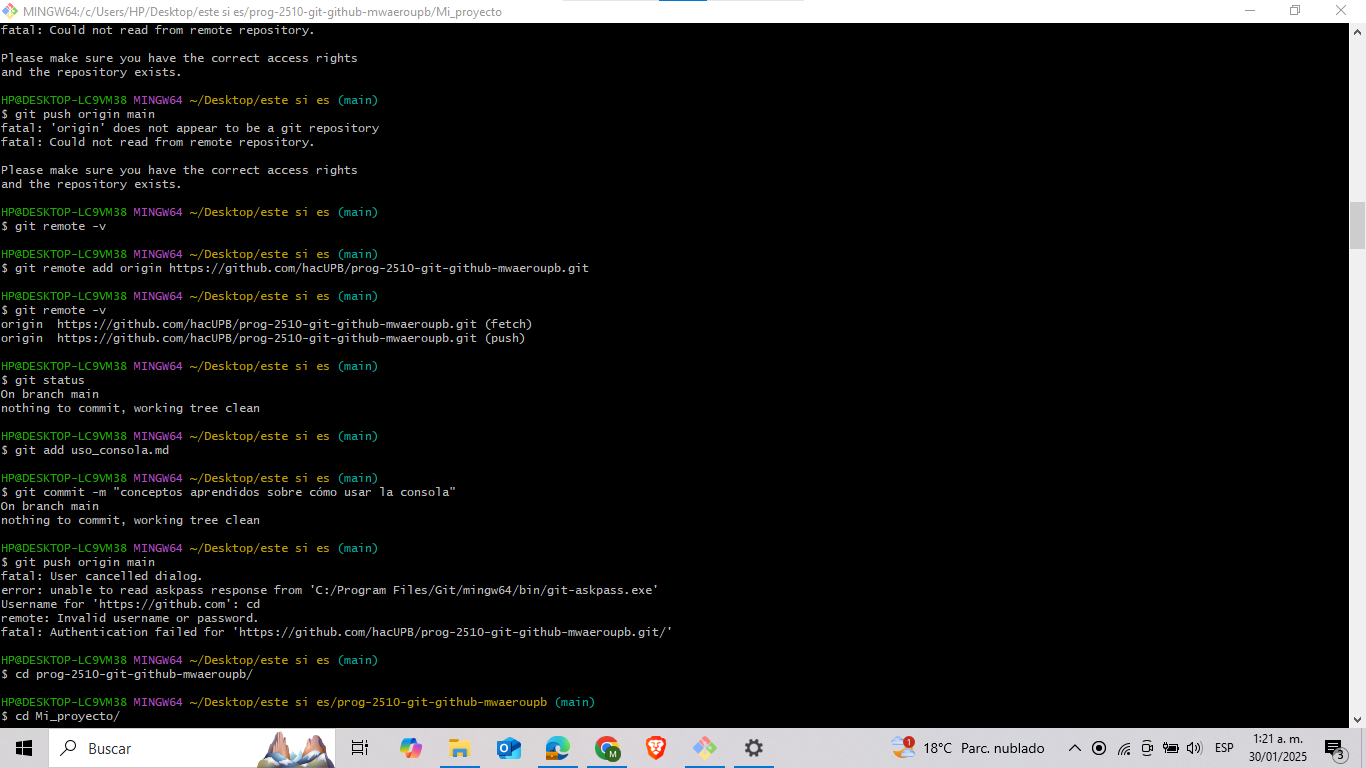 MINGW64:/c/Users/HP/Desktop/este si es/prog-2510-git-github-mwaeroupb/Mi_proyecto
fatal: Could not read from remote repository.
Please make sure you have the correct access rights
and the repository exists.
HP@DESKTOP-LC9VM38 MINGW64 ~/Desktop/este si es (main)
$ git push origin main
fatal: 'origin' does not appear to be a git repository
fatal: Could not read from remote repository.
Please make sure you have the correct access rights
and the repository exists.
HP@DESKTOP-LC9VM38 MINGW64 ~/Desktop/este si es (main)
$ git remote -v
HP@DESKTOP-LC9VM38 MINGW64 ~/Desktop/este si es (main)
$ git remote add origin https://github.com/hacUPB/prog-2510-git-github-mwaeroupb.git
HP@DESKTOP-LC9VM38 MINGW64 ~/Desktop/este si es (main)
$ git remote -v
origin  https://github.com/hacUPB/prog-2510-git-github-mwaeroupb.git (fetch)
origin  https://github.com/hacUPB/prog-2510-git-github-mwaeroupb.git (push)
HP@DESKTOP-LC9VM38 MINGW64 ~/Desktop/este si es (main)
$ git status
On branch main
nothing to commit, working tree clean
HP@DESKTOP-LC9VM38 MINGW64 ~/Desktop/este si es (main)
$ git add uso_consola.md
HP@DESKTOP-LC9VM38 MINGW64 ~/Desktop/este si es (main)
$ git commit -m "conceptos aprendidos sobre cómo usar la consola"
On branch main
nothing to commit, working tree clean
HP@DESKTOP-LC9VM38 MINGW64 ~/Desktop/este si es (main)
$ git push origin main
fatal: User cancelled dialog.
error: unable to read askpass response from 'C:/Program Files/Git/mingw64/bin/git-askpass.exe'
Username for 'https://github.com': cd
remote: Invalid username or password.
fatal: Authentication failed for 'https://github.com/hacUPB/prog-2510-git-github-mwaeroupb.git/'
HP@DESKTOP-LC9VM38 MINGW64 ~/Desktop/este si es (main)
$ cd prog-2510-git-github-mwaeroupb/
HP@DESKTOP-LC9VM38 MINGW64 ~/Desktop/este si es/prog-2510-git-github-mwaeroupb (main)
$ cd Mi_proyecto/
Buscar
M
1
18°C Parc. nublado
ESP
1:21 a. m.
30/01/2025
3